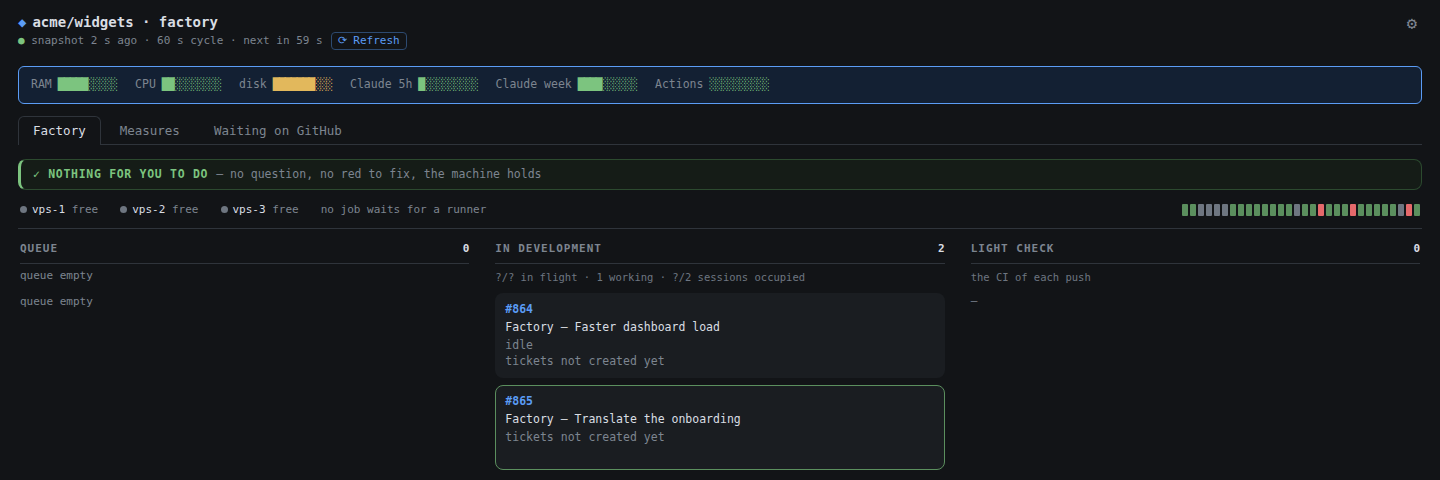 ◆ acme/widgets · factory
⚙
● snapshot 2 s ago · 60 s cycle · next in 59 s ⟳ Refresh
RAM █████░░░░░ CPU ██░░░░░░░░ disk ███████░░░ Claude 5h █░░░░░░░░░ Claude week ████░░░░░░ Actions ░░░░░░░░░░
Factory Measures Waiting on GitHub
✓ NOTHING FOR YOU TO DO — no question, no red to fix, the machine holds
vps-1 free vps-2 free vps-3 free no job waits for a runner
QUEUE 0
queue empty
queue empty
IN DEVELOPMENT 2
?/? in flight · 1 working · ?/2 sessions occupied
#864
Factory — Faster dashboard load
idle
tickets not created yet
#865
Factory — Translate the onboarding
tickets not created yet
LIGHT CHECK 0
the CI of each push
—